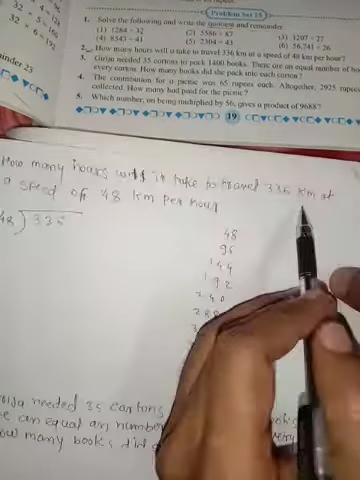 Problem Set 15
1. Solve the following and write the quotient and remainder.
(1) 1284 ÷ 32 (2) 5586 ÷ 87 (3) 1207 ÷ 27
(4) 8543 ÷ 41 (5) 2304 ÷ 43 (6) 56,741 ÷ 26
2. How many hours will it take to travel 336 km at a speed of 48 km per hour?
3. Girija needed 35 cartons to pack 1400 books. There are an equal number of
every carton. How many books did she pack into each carton?
4. The contribution for a picnic was 65 rupees each. Altogether, 2925 rupees
collected. How many had paid for the picnic?
5. Which number, on being multiplied by 56, gives a product of 9688?
19
How many hours will it take to travel 336 km at
a speed of 48 km per hour
48 ) 336
48
96
144
192
240
288
needed 35 cartons
an equal an number
How many books did